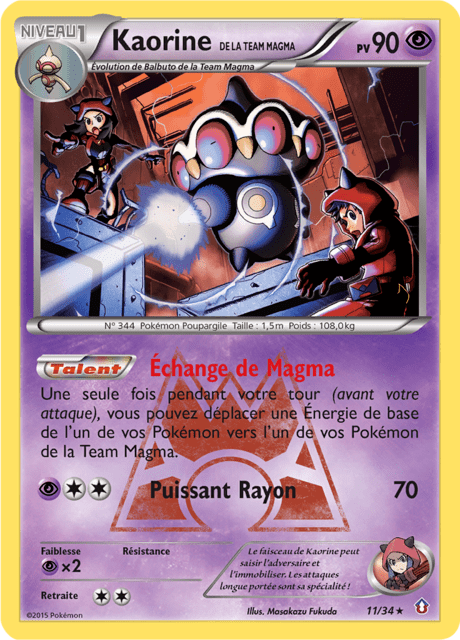 NIVEAU 1
Kaorine DE LA TEAM MAGMA PV 90
Évolution de Balbuto de la Team Magma
N° 344 Pokémon Poupargile Taille : 1,5m Poids : 108,0kg
Talent Échange de Magma
Une seule fois pendant votre tour (avant votre
attaque), vous pouvez déplacer une Énergie de base
de l'un de vos Pokémon vers l'un de vos Pokémon
de la Team Magma.
Puissant Rayon 70
Faiblesse Résistance
×2
Retraite
Le faisceau de Kaorine peut
saisir l'adversaire et
l'immobiliser. Les attaques
longue portée sont sa spécialité !
©2015 Pokémon Illus. Masakazu Fukuda 11/34 ★